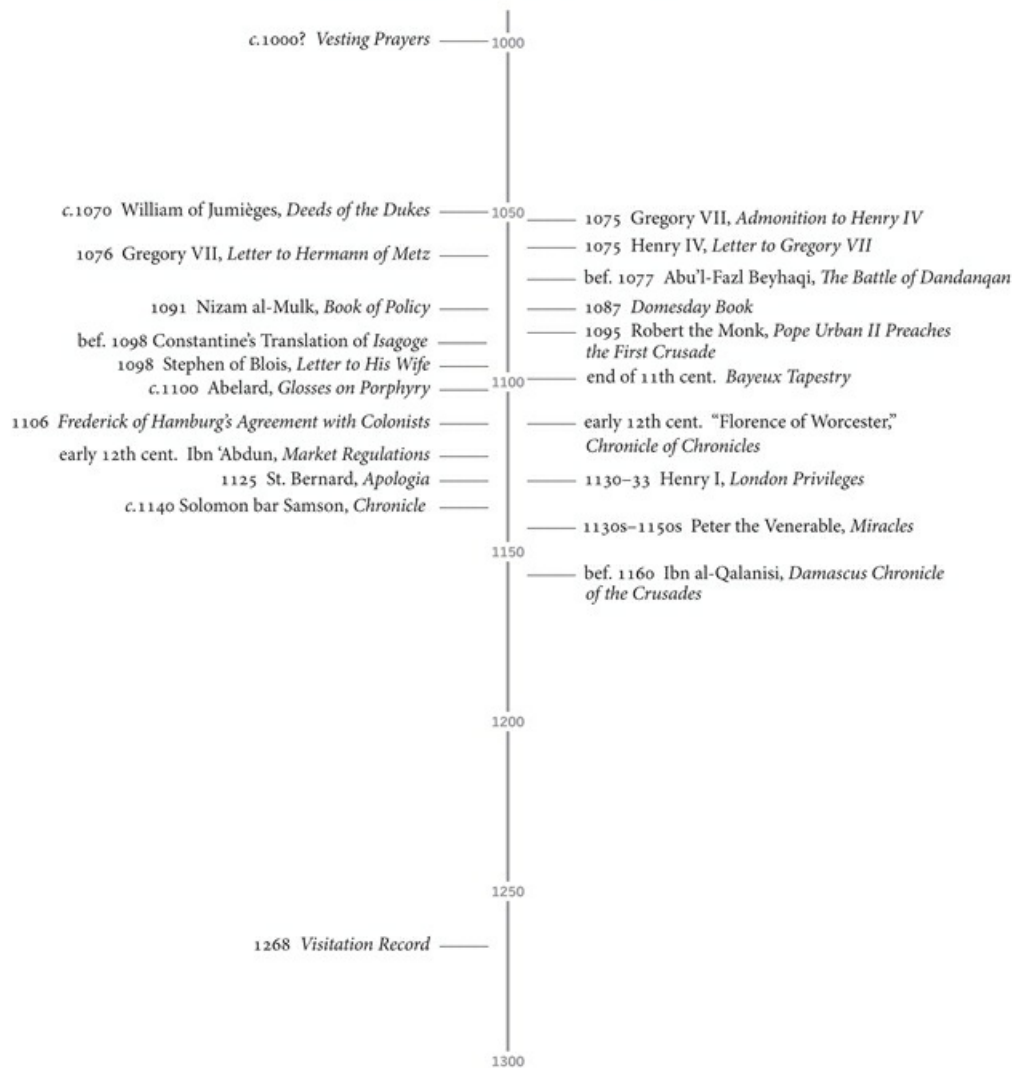 c.1000? Vesting Prayers
1000
c.1070 William of Jumièges, Deeds of the Dukes
1050
1075 Gregory VII, Admonition to Henry IV
1075 Henry IV, Letter to Gregory VII
1076 Gregory VII, Letter to Hermann of Metz
bef. 1077 Abu'l-Fazl Beyhaqi, The Battle of Dandanqan
1091 Nizam al-Mulk, Book of Policy
1087 Domesday Book
1095 Robert the Monk, Pope Urban II Preaches
the First Crusade
bef. 1098 Constantine's Translation of Isagoge
1098 Stephen of Blois, Letter to His Wife
end of 11th cent. Bayeux Tapestry
1100
c.1100 Abelard, Glosses on Porphyry
1106 Frederick of Hamburg's Agreement with Colonists
early 12th cent. "Florence of Worcester,"
Chronicle of Chronicles
early 12th cent. Ibn 'Abdun, Market Regulations
1125 St. Bernard, Apologia
1130–33 Henry I, London Privileges
c.1140 Solomon bar Samson, Chronicle
1130s–1150s Peter the Venerable, Miracles
1150
bef. 1160 Ibn al-Qalanisi, Damascus Chronicle
of the Crusades
1200
1250
1268 Visitation Record
1300